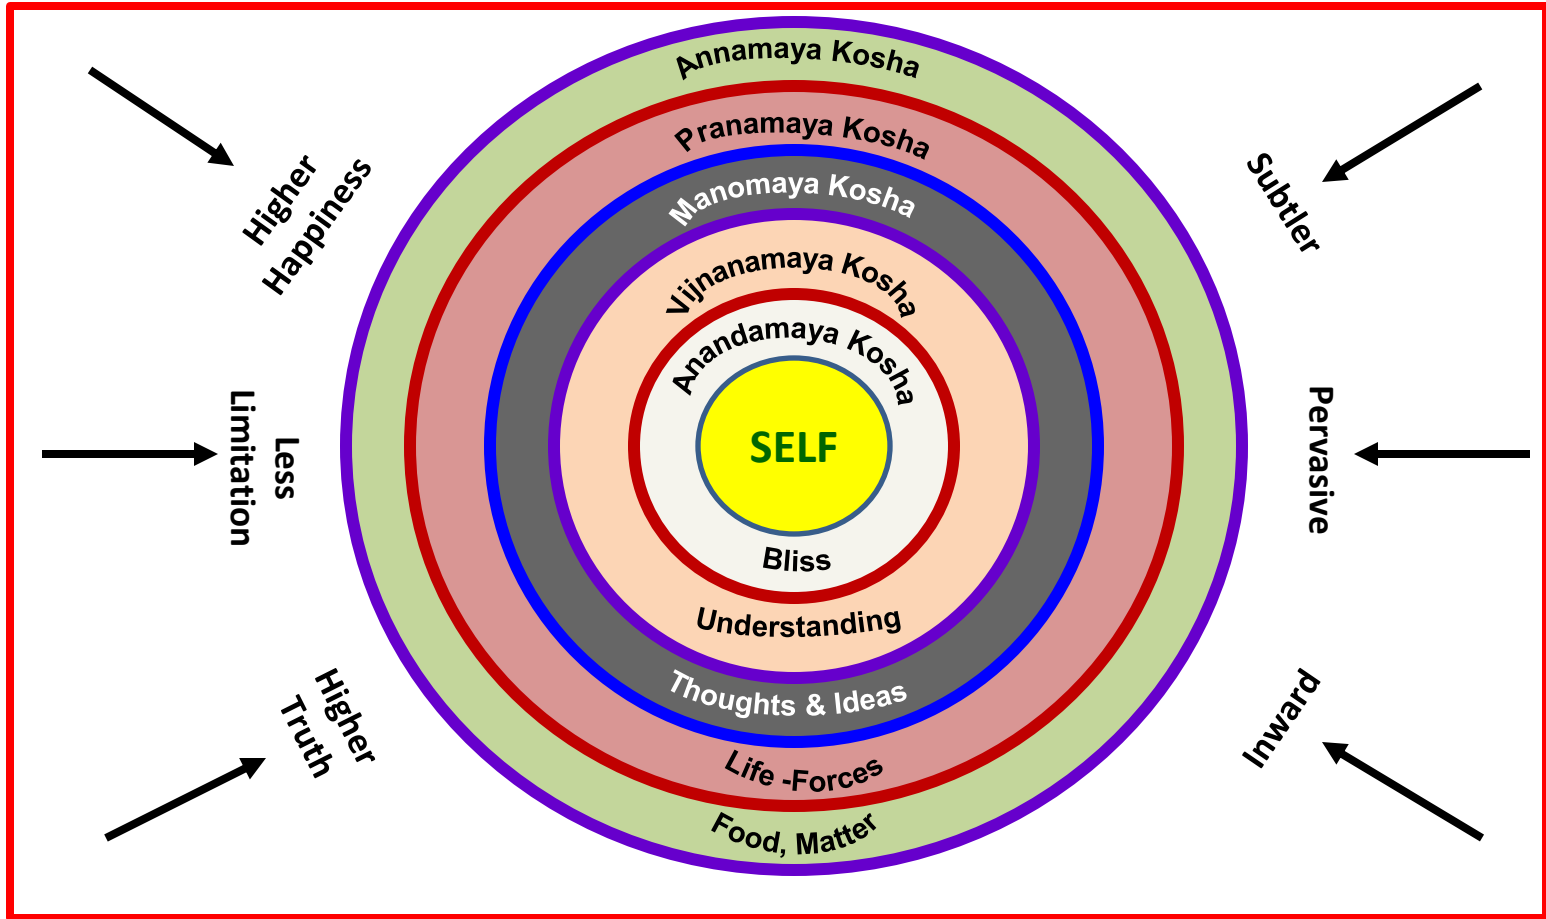 Annamaya Kosha
Pranamaya Kosha
Manomaya Kosha
Vijnanamaya Kosha
Anandamaya Kosha
SELF
Bliss
Understanding
Thoughts & Ideas
Life -Forces
Food, Matter
Higher
Happiness
Less
Limitation
Higher
Truth
Subtler
Pervasive
Inward